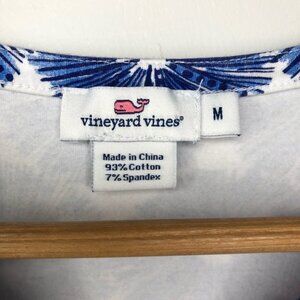 vineyard vines®
M
Made in China
93% Cotton
7% Spandex